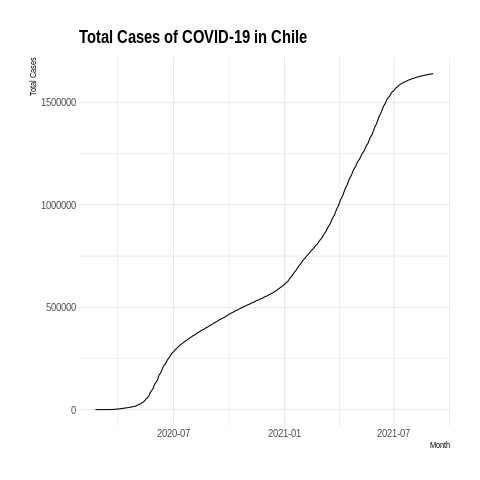 Total Cases of COVID-19 in Chile
Total Cases
1500000
1000000
500000
0
2020-07 2021-01 2021-07
Month